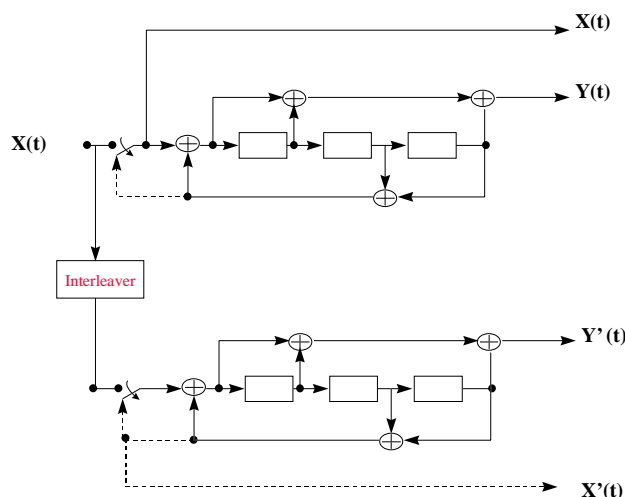 X(t)
Y(t)
X(t)
Interleaver
Y’ (t)
X’(t)